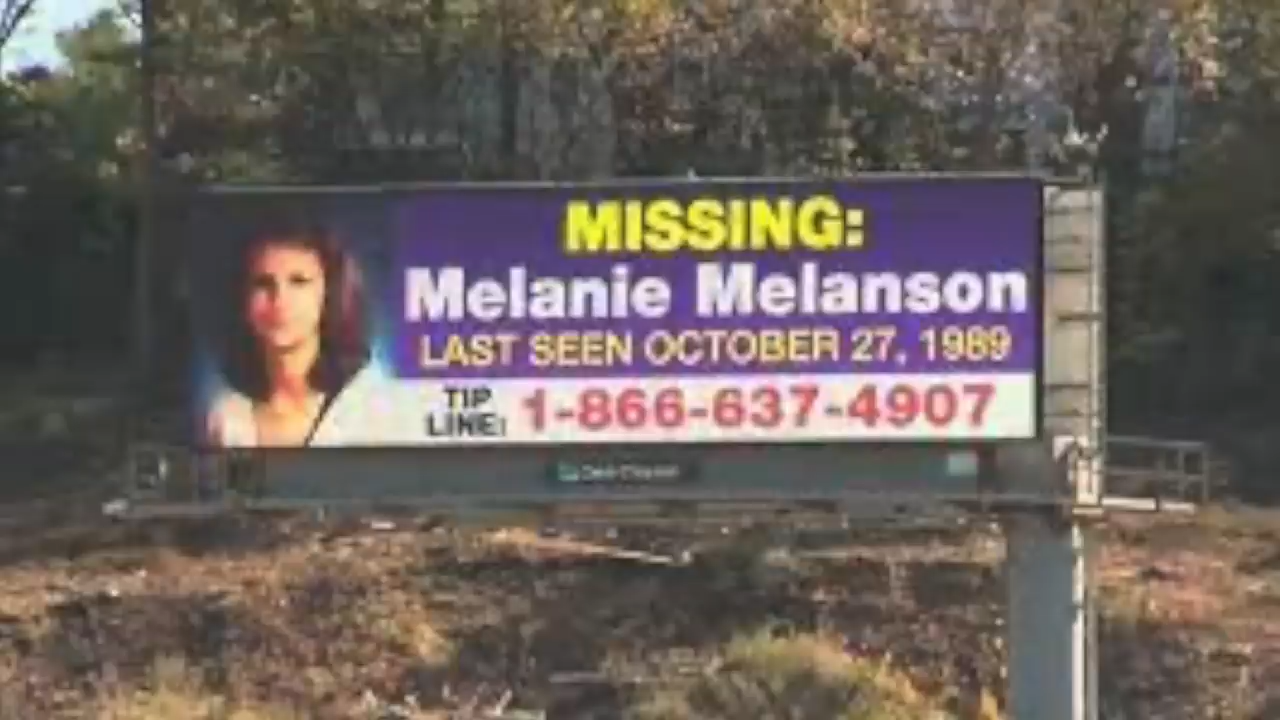 MISSING:
Melanie Melanson
LAST SEEN OCTOBER 27, 1989
TIP
LINE:
1-866-637-4907